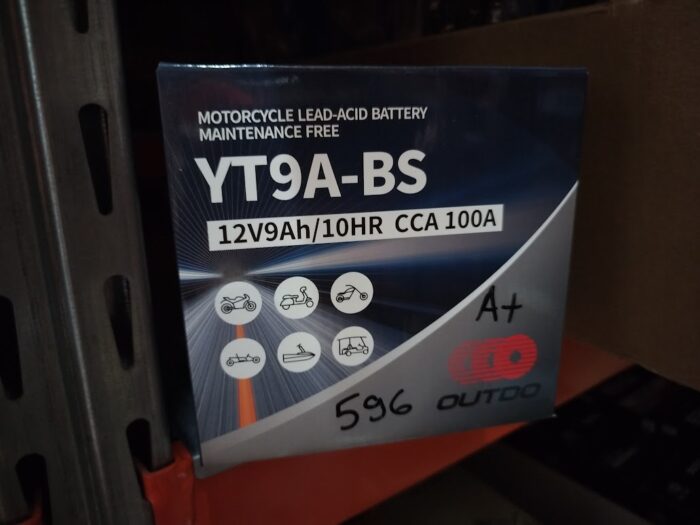 MOTORCYCLE LEAD-ACID BATTERY
MAINTENANCE FREE
YT9A-BS
12V9Ah/10HR CCA 100A
A+
596
OUTDO